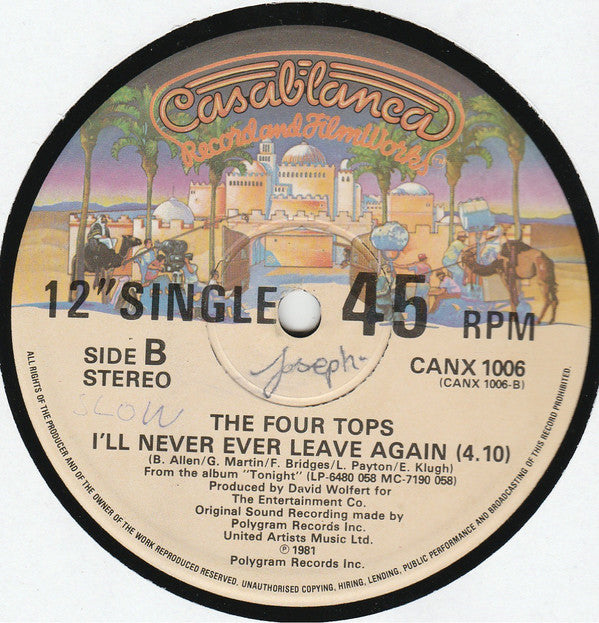 Casablanca
Record and FilmWorks
12" SINGLE 45 RPM
SIDE B
STEREO
CANX 1006
(CANX 1006-B)
Joseph
SLOW
THE FOUR TOPS
I'LL NEVER EVER LEAVE AGAIN (4.10)
(B. Allen/G. Martin/F. Bridges/L. Payton/E. Klugh)
From the album "Tonight" (LP-6480 058 MC-7190 058)
Produced by David Wolfert for
The Entertainment Co.
Original Sound Recording made by
Polygram Records Inc.
United Artists Music Ltd.
℗ 1981
Polygram Records Inc.
ALL RIGHTS OF THE PRODUCER AND OF THE OWNER OF THE WORK REPRODUCED RESERVED. UNAUTHORISED COPYING, HIRING, LENDING, PUBLIC PERFORMANCE AND BROADCASTING OF THIS RECORD PROHIBITED.